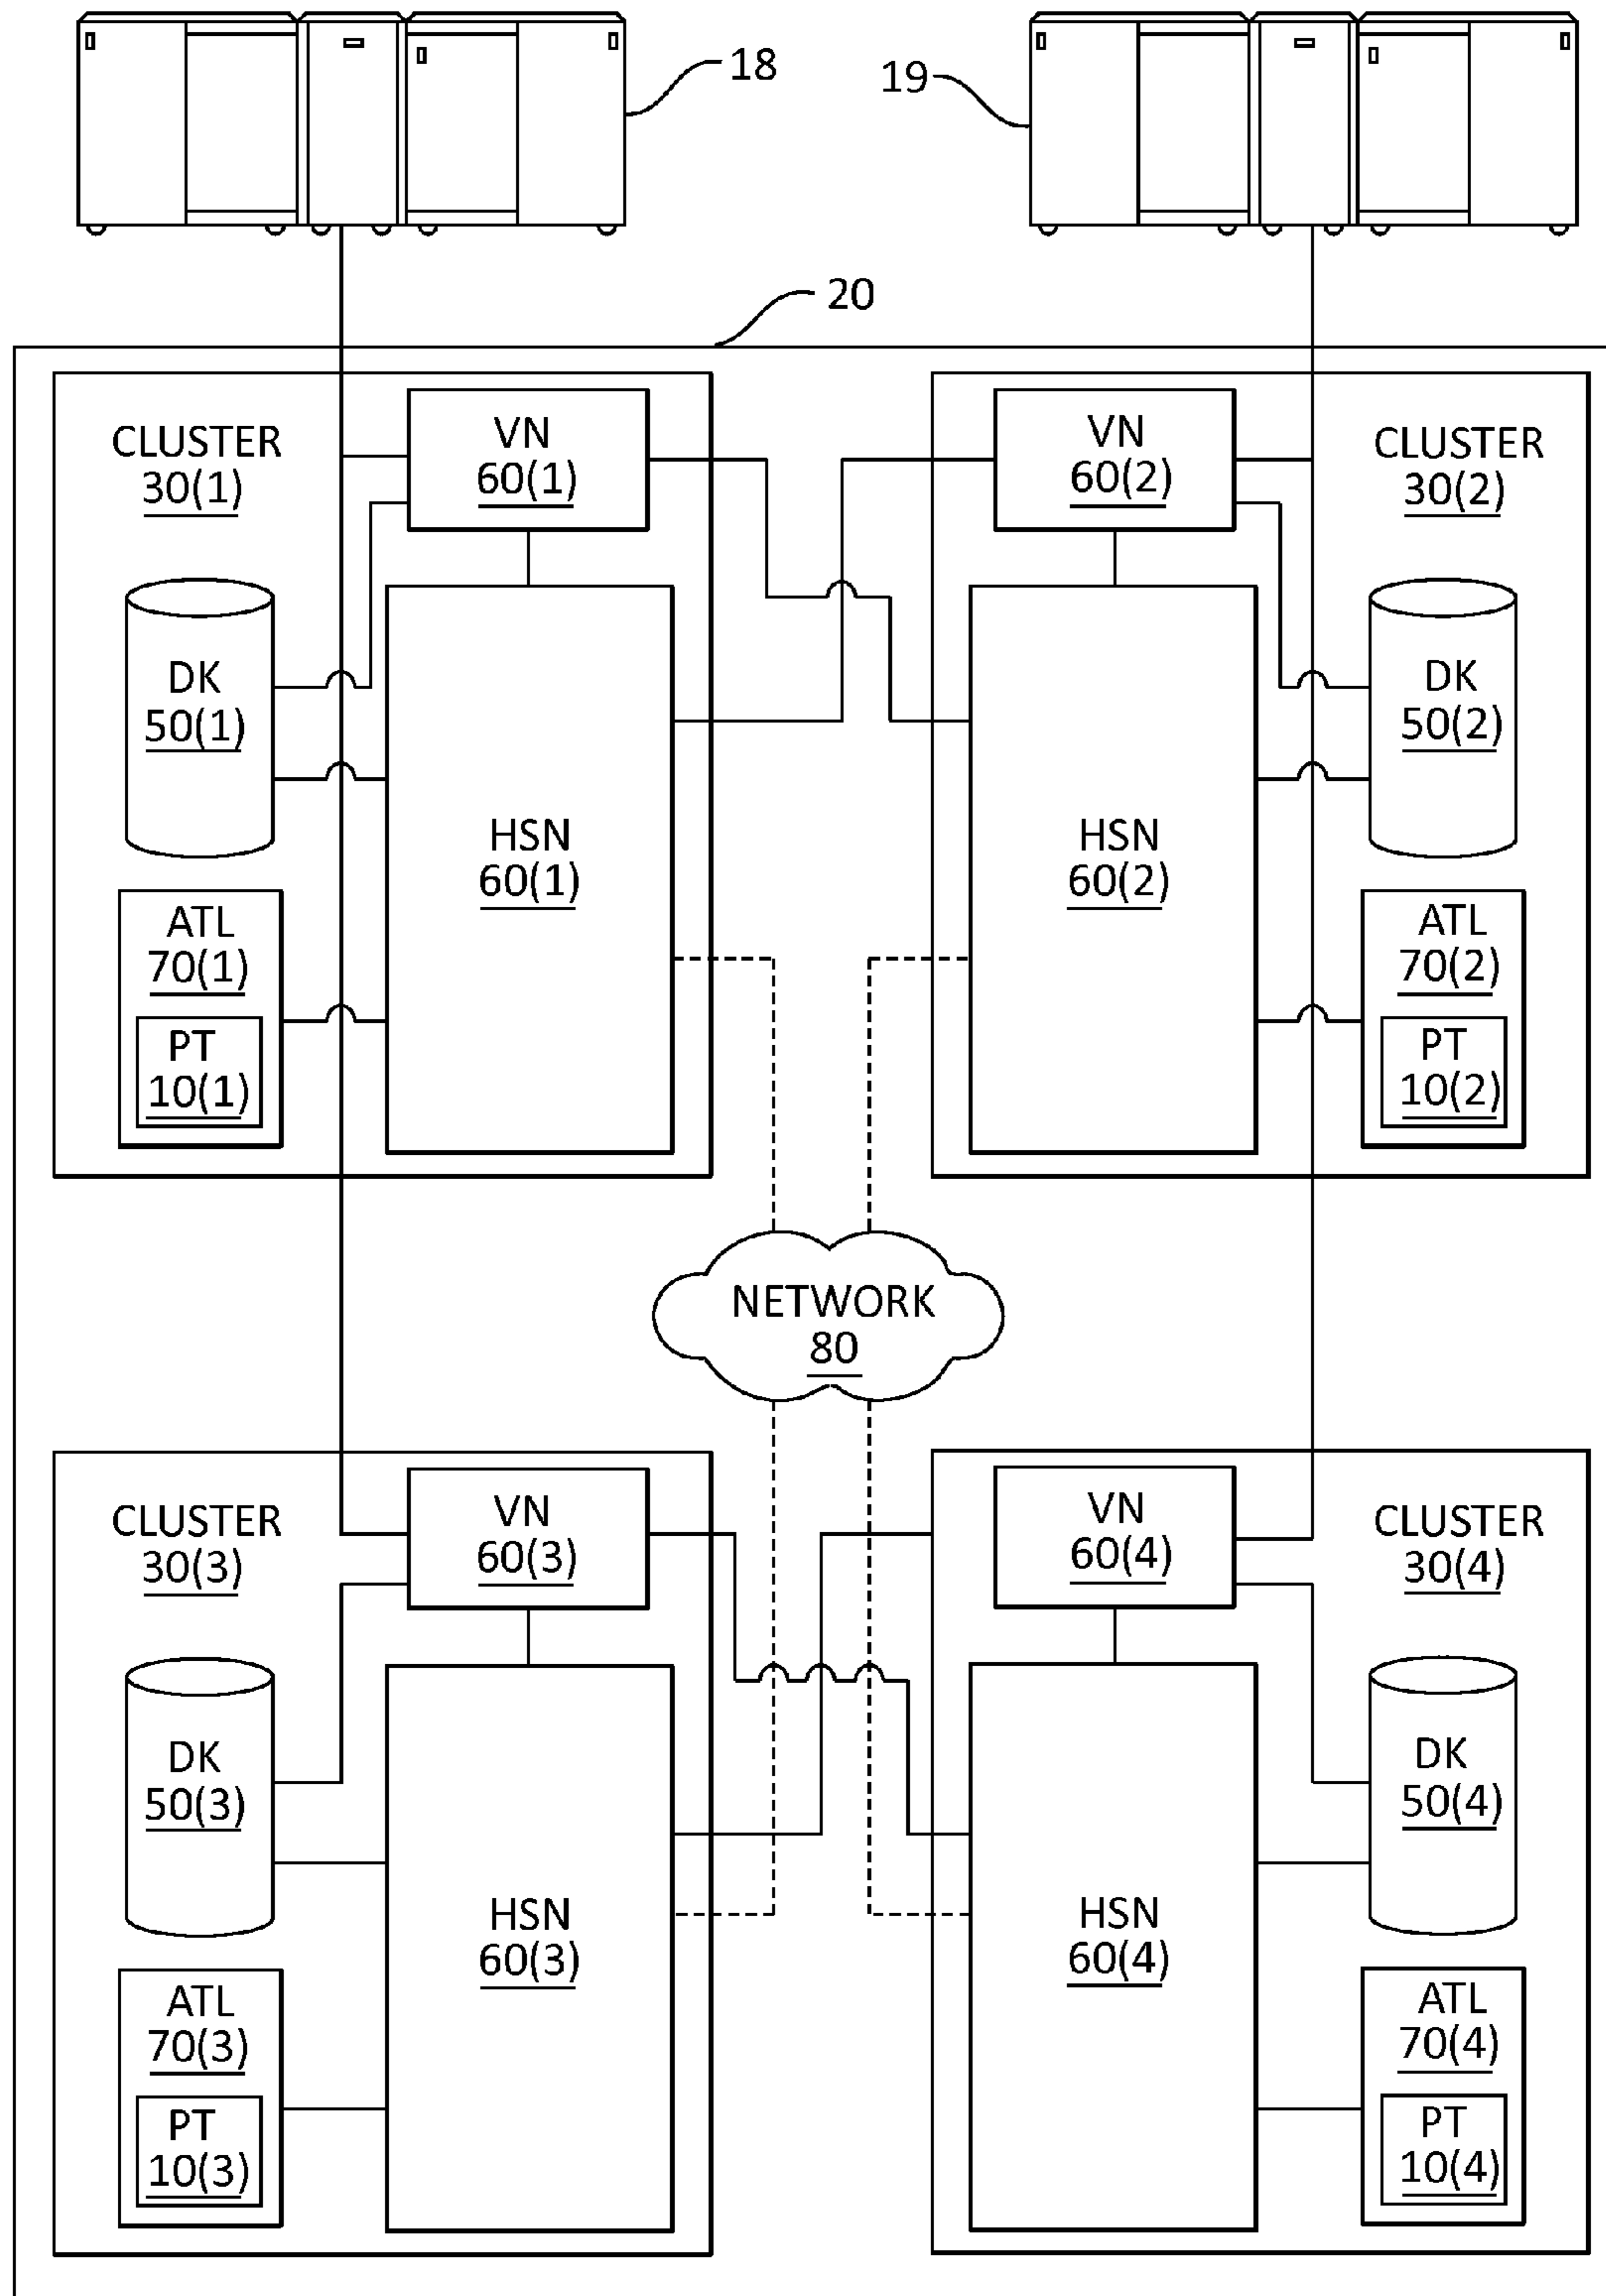 18
19
20
CLUSTER
30(1)
VN
60(1)
VN
60(2)
CLUSTER
30(2)
DK
50(1)
HSN
60(1)
HSN
60(2)
DK
50(2)
ATL
70(1)
PT
10(1)
ATL
70(2)
PT
10(2)
NETWORK
80
CLUSTER
30(3)
VN
60(3)
VN
60(4)
CLUSTER
30(4)
DK
50(3)
HSN
60(3)
HSN
60(4)
DK
50(4)
ATL
70(3)
PT
10(3)
ATL
70(4)
PT
10(4)